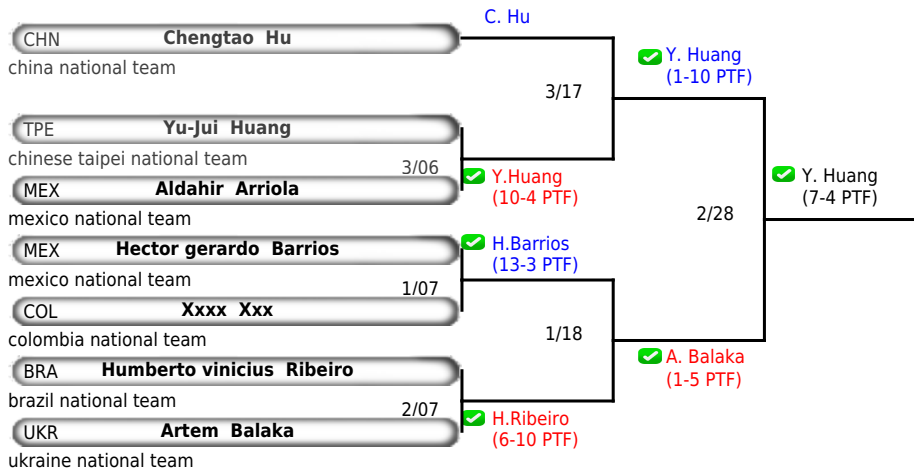 C. Hu
CHN Chengtao Hu
china national team
Y. Huang
(1-10 PTF)
3/17
TPE Yu-Jui Huang
chinese taipei national team
3/06
Y.Huang
(10-4 PTF)
MEX Aldahir Arriola
mexico national team
Y. Huang
(7-4 PTF)
2/28
MEX Hector gerardo Barrios
mexico national team
H.Barrios
(13-3 PTF)
1/07
COL Xxxx Xxx
colombia national team
1/18
A. Balaka
(1-5 PTF)
BRA Humberto vinicius Ribeiro
brazil national team
2/07
H.Ribeiro
(6-10 PTF)
UKR Artem Balaka
ukraine national team